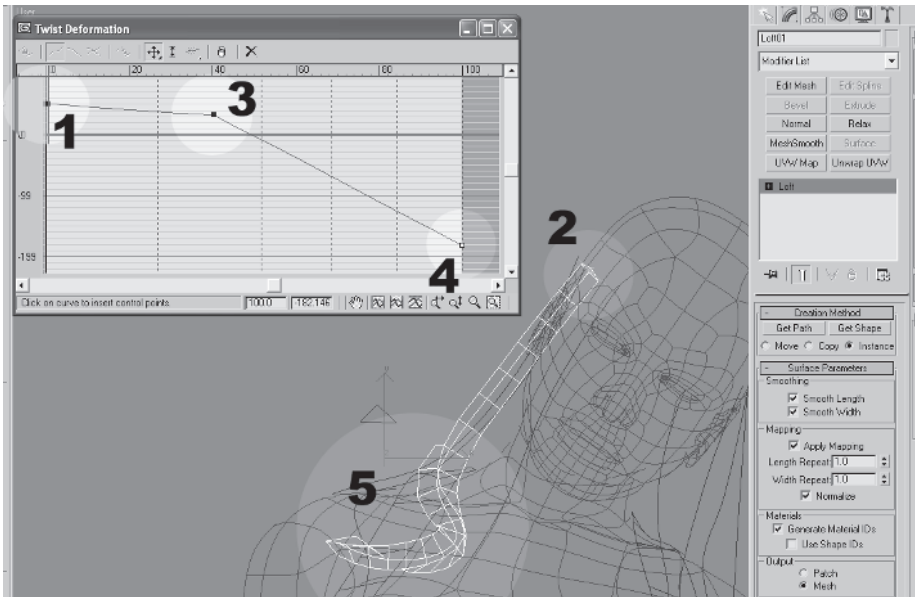 Twist Deformation
0 20 40 60 80 100
1
3
-99
-199
4
Click on curve to insert control points. 100.0 -182.146
2
5
Loft01
Modifier List
Edit Mesh Edit Spline
Bevel Extrude
Normal Relax
MeshSmooth Surface
UVW Map Unwrap UVW
Loft
- Creation Method
Get Path Get Shape
Move Copy Instance
- Surface Parameters
Smoothing
Smooth Length
Smooth Width
Mapping
Apply Mapping
Length Repeat: 1.0
Width Repeat: 1.0
Normalize
Materials
Generate Material IDs
Use Shape IDs
Output
Patch
Mesh